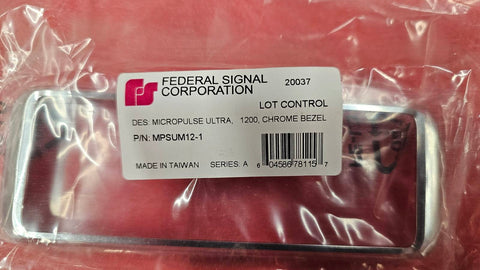 FEDERAL SIGNAL 20037
CORPORATION
LOT CONTROL
DES: MICROPULSE ULTRA, 1200, CHROME BEZEL
P/N: MPSUM12-1
MADE IN TAIWAN SERIES: A 6 04586 78115 7